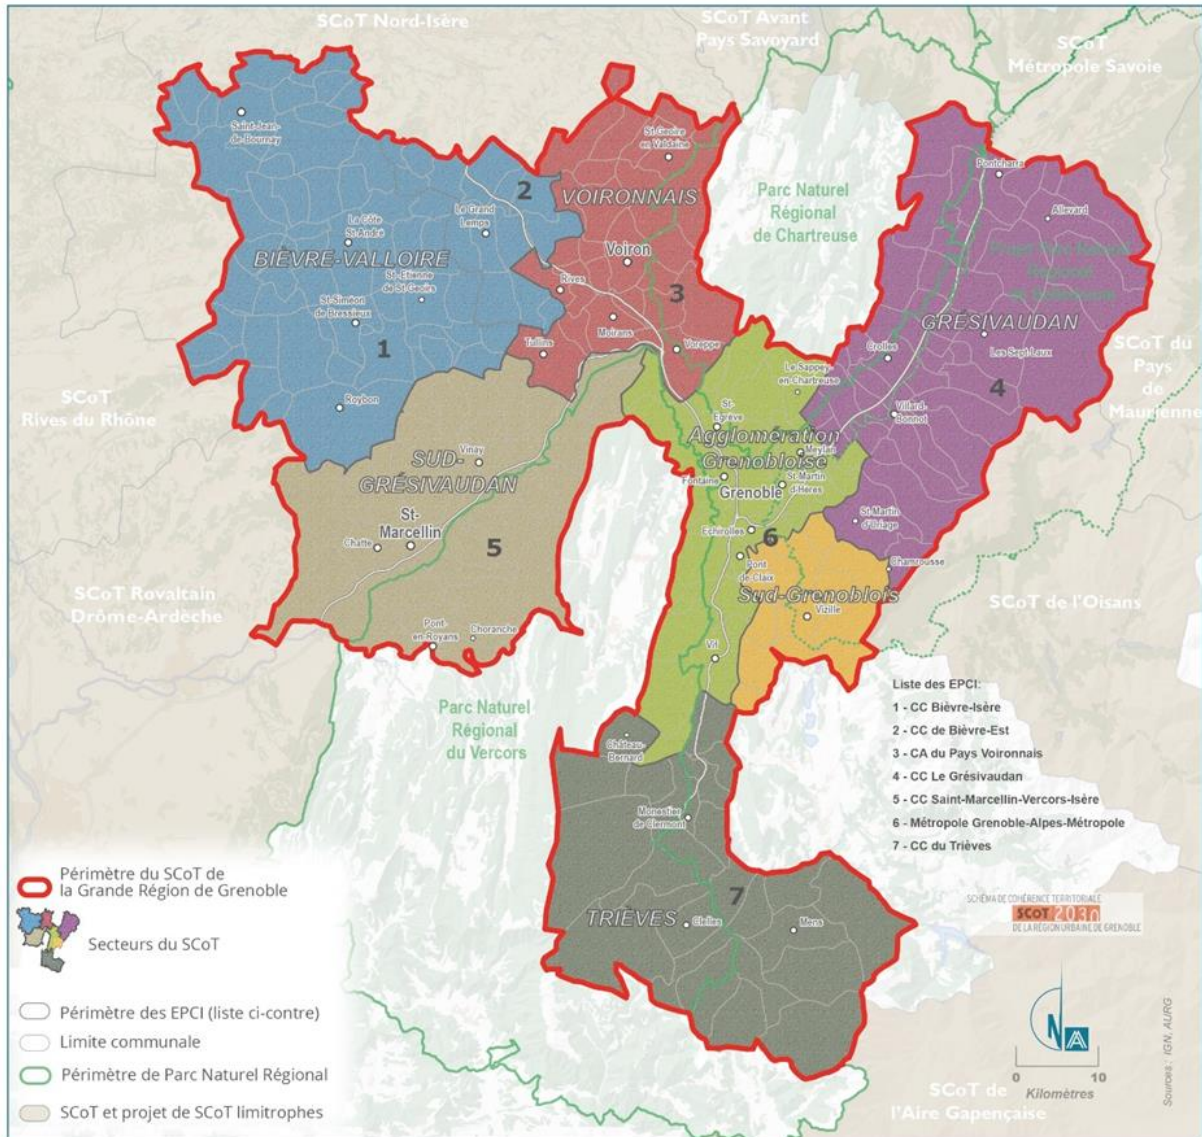 SCoT Nord-Isère
SCoT Avant
Pays Savoyard
SCoT
Métropole Savoie
Saint-Jean-
de-Bournay
St-Geoire
en Valdaine
Pontcharra
2
VOIRONNAIS
Parc Naturel
Régional
de Chartreuse
Allevard
La Côte
St-André
Le Grand
Lemps
BIÈVRE-VALLOIRE
Voiron
Projet Parc Naturel
Régional
St-Etienne
de St-Geoirs
Rives
3
St-Siméon
de Bressieux
Moirans
GRÉSIVAUDAN
1
Tullins
Voreppe
Crolles
Les Sept-Laux
SCoT du
Pays
de
Maurienne
Le Sappey
en Chartreuse
4
SCoT
Rives du Rhône
Roybon
St-
Egrève
Villard-
Bonnot
Agglomération
Grenobloise
Vinay
SUD-
GRÉSIVAUDAN
Meylan
Fontaine
Grenoble
St-Martin
d'Hères
St-
Marcellin
Chatte
5
Echirolles
6
St-Martin
d'Uriage
Pont
de Claix
Chamrousse
Sud-Grenoblois
SCoT Rovaltain
Drôme-Ardèche
SCoT de l'Oisans
Vizille
Pont-
en-Royans
Choranche
Vif
Parc Naturel
Régional
du Vercors
Château-
Bernard
Monestier
de Clermont
7
TRIÈVES
Clelles
Mens
Liste des EPCI:
1 - CC Bièvre-Isère
2 - CC de Bièvre-Est
3 - CA du Pays Voironnais
4 - CC Le Grésivaudan
5 - CC Saint-Marcellin-Vercors-Isère
6 - Métropole Grenoble-Alpes-Métropole
7 - CC du Trièves
SCHÉMA DE COHÉRENCE TERRITORIALE
SCoT 2030
DE LA RÉGION URBAINE DE GRENOBLE
Périmètre du SCoT de
la Grande Région de Grenoble
Secteurs du SCoT
Périmètre des EPCI (liste ci-contre)
Limite communale
Périmètre de Parc Naturel Régional
SCoT et projet de SCoT limitrophes
N
0 10
Kilomètres
Sources : IGN, AURG
SCoT de
l'Aire Gapençaise